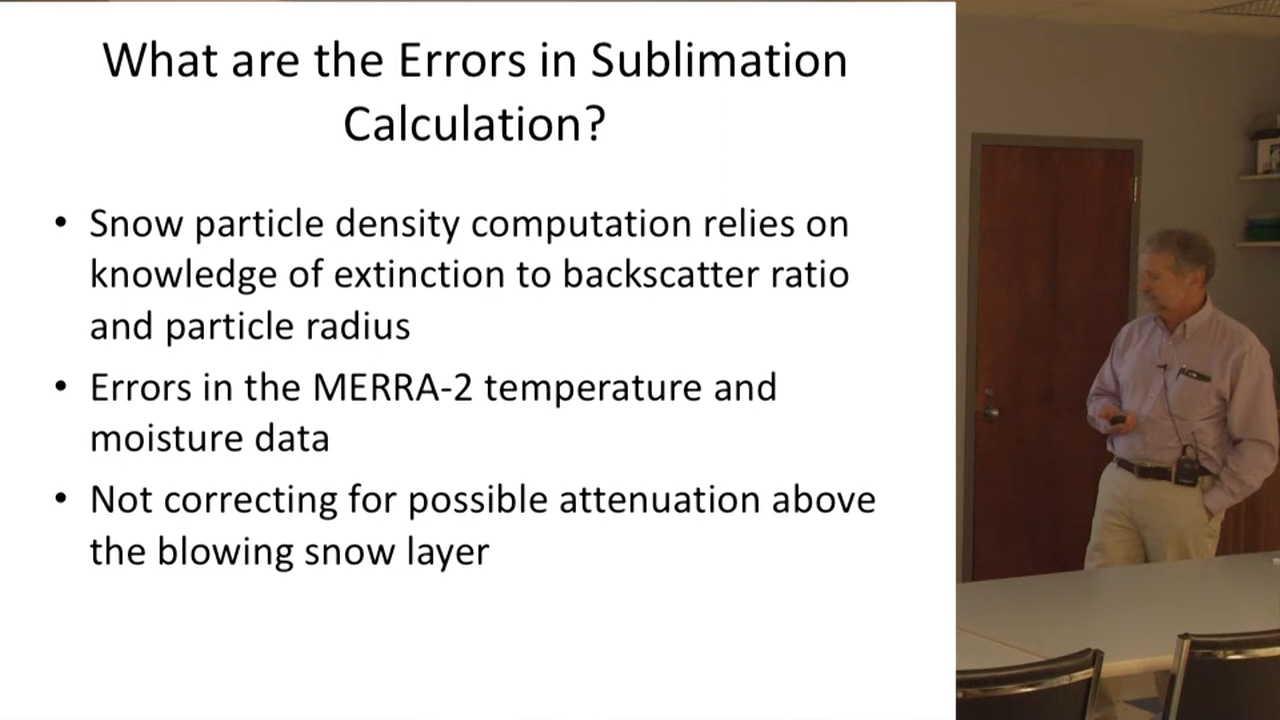 What are the Errors in Sublimation
Calculation?
• Snow particle density computation relies on
knowledge of extinction to backscatter ratio
and particle radius
• Errors in the MERRA-2 temperature and
moisture data
• Not correcting for possible attenuation above
the blowing snow layer